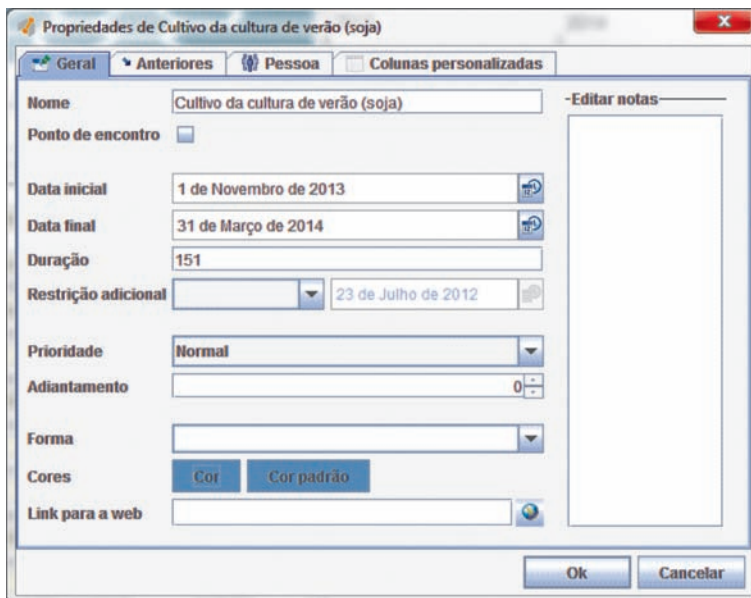 Propriedades de Cultivo da cultura de verão (soja)
Geral Anteriores Pessoa Colunas personalizadas
Nome Cultivo da cultura de verão (soja)
Ponto de encontro
Data inicial 1 de Novembro de 2013
Data final 31 de Março de 2014
Duração 151
Restrição adicional 23 de Julho de 2012
Prioridade Normal
Adiantamento 0
Forma
Cores Cor Cor padrão
Link para a web
Editar notas
Ok Cancelar